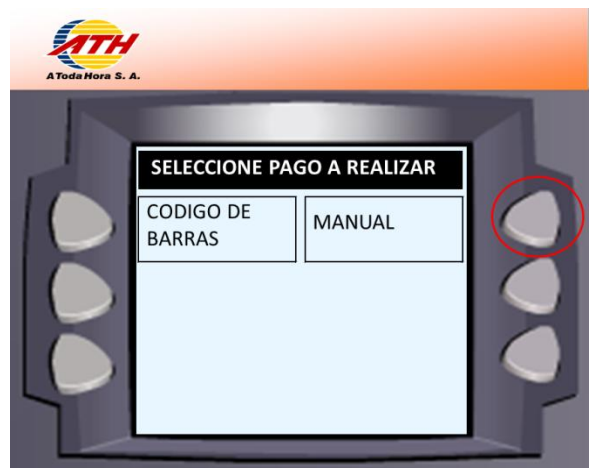 ATH
A Toda Hora S. A.
SELECCIONE PAGO A REALIZAR
CODIGO DE
BARRAS
MANUAL